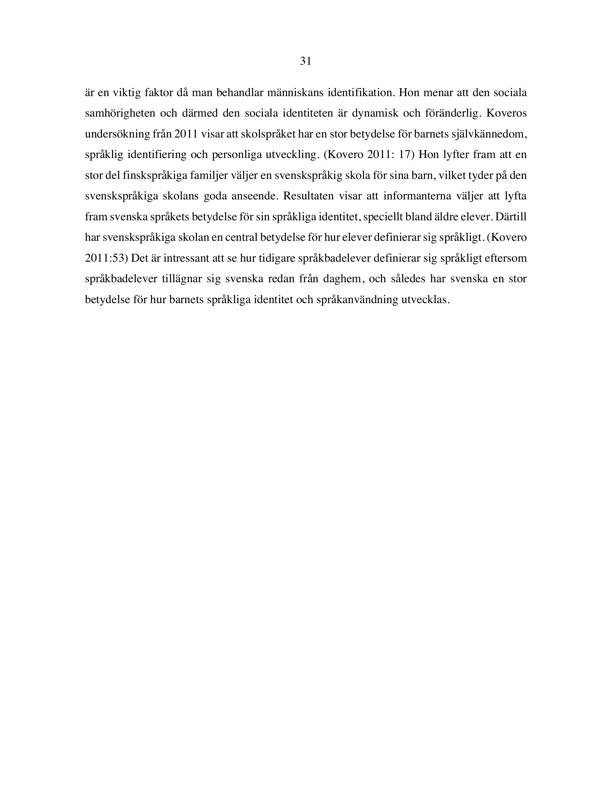 31
är en viktig faktor då man behandlar människans identifikation. Hon menar att den sociala
samhörigheten och därmed den sociala identiteten är dynamisk och föränderlig. Koveros
undersökning från 2011 visar att skolspråket har en stor betydelse för barnets självkännedom,
språklig identifiering och personliga utveckling. (Kovero 2011: 17) Hon lyfter fram att en
stor del finskspråkiga familjer väljer en svenskspråkig skola för sina barn, vilket tyder på den
svenskspråkiga skolans goda anseende. Resultaten visar att informanterna väljer att lyfta
fram svenska språkets betydelse för sin språkliga identitet, speciellt bland äldre elever. Därtill
har svenskspråkiga skolan en central betydelse för hur elever definierar sig språkligt. (Kovero
2011:53) Det är intressant att se hur tidigare språkbadelever definierar sig språkligt eftersom
språkbadelever tillägnar sig svenska redan från daghem, och således har svenska en stor
betydelse för hur barnets språkliga identitet och språkanvändning utvecklas.